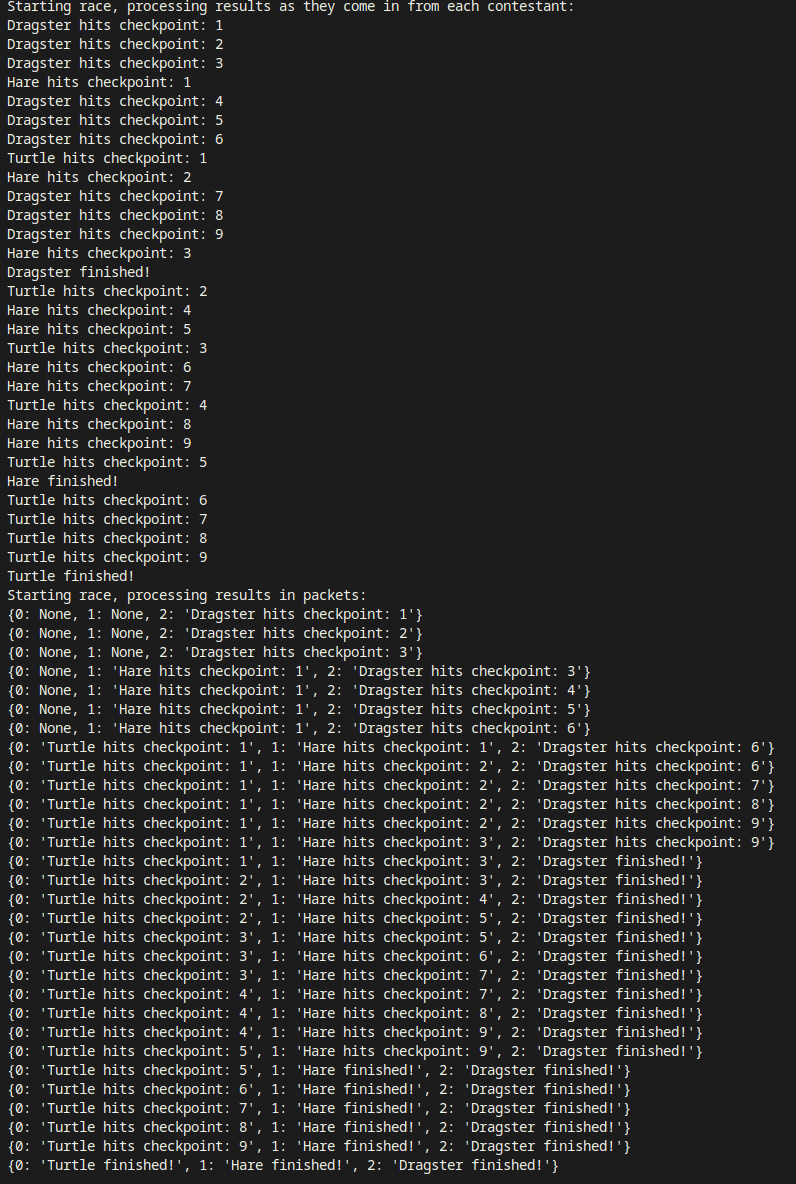 Starting race, processing results as they come in from each contestant:
Dragster hits checkpoint: 1
Dragster hits checkpoint: 2
Dragster hits checkpoint: 3
Hare hits checkpoint: 1
Dragster hits checkpoint: 4
Dragster hits checkpoint: 5
Dragster hits checkpoint: 6
Turtle hits checkpoint: 1
Hare hits checkpoint: 2
Dragster hits checkpoint: 7
Dragster hits checkpoint: 8
Dragster hits checkpoint: 9
Hare hits checkpoint: 3
Dragster finished!
Turtle hits checkpoint: 2
Hare hits checkpoint: 4
Hare hits checkpoint: 5
Turtle hits checkpoint: 3
Hare hits checkpoint: 6
Hare hits checkpoint: 7
Turtle hits checkpoint: 4
Hare hits checkpoint: 8
Hare hits checkpoint: 9
Turtle hits checkpoint: 5
Hare finished!
Turtle hits checkpoint: 6
Turtle hits checkpoint: 7
Turtle hits checkpoint: 8
Turtle hits checkpoint: 9
Turtle finished!
Starting race, processing results in packets:
{0: None, 1: None, 2: 'Dragster hits checkpoint: 1'}
{0: None, 1: None, 2: 'Dragster hits checkpoint: 2'}
{0: None, 1: None, 2: 'Dragster hits checkpoint: 3'}
{0: None, 1: 'Hare hits checkpoint: 1', 2: 'Dragster hits checkpoint: 3'}
{0: None, 1: 'Hare hits checkpoint: 1', 2: 'Dragster hits checkpoint: 4'}
{0: None, 1: 'Hare hits checkpoint: 1', 2: 'Dragster hits checkpoint: 5'}
{0: None, 1: 'Hare hits checkpoint: 1', 2: 'Dragster hits checkpoint: 6'}
{0: 'Turtle hits checkpoint: 1', 1: 'Hare hits checkpoint: 1', 2: 'Dragster hits checkpoint: 6'}
{0: 'Turtle hits checkpoint: 1', 1: 'Hare hits checkpoint: 2', 2: 'Dragster hits checkpoint: 6'}
{0: 'Turtle hits checkpoint: 1', 1: 'Hare hits checkpoint: 2', 2: 'Dragster hits checkpoint: 7'}
{0: 'Turtle hits checkpoint: 1', 1: 'Hare hits checkpoint: 2', 2: 'Dragster hits checkpoint: 8'}
{0: 'Turtle hits checkpoint: 1', 1: 'Hare hits checkpoint: 2', 2: 'Dragster hits checkpoint: 9'}
{0: 'Turtle hits checkpoint: 1', 1: 'Hare hits checkpoint: 3', 2: 'Dragster hits checkpoint: 9'}
{0: 'Turtle hits checkpoint: 1', 1: 'Hare hits checkpoint: 3', 2: 'Dragster finished!'}
{0: 'Turtle hits checkpoint: 2', 1: 'Hare hits checkpoint: 3', 2: 'Dragster finished!'}
{0: 'Turtle hits checkpoint: 2', 1: 'Hare hits checkpoint: 4', 2: 'Dragster finished!'}
{0: 'Turtle hits checkpoint: 2', 1: 'Hare hits checkpoint: 5', 2: 'Dragster finished!'}
{0: 'Turtle hits checkpoint: 3', 1: 'Hare hits checkpoint: 5', 2: 'Dragster finished!'}
{0: 'Turtle hits checkpoint: 3', 1: 'Hare hits checkpoint: 6', 2: 'Dragster finished!'}
{0: 'Turtle hits checkpoint: 3', 1: 'Hare hits checkpoint: 7', 2: 'Dragster finished!'}
{0: 'Turtle hits checkpoint: 4', 1: 'Hare hits checkpoint: 7', 2: 'Dragster finished!'}
{0: 'Turtle hits checkpoint: 4', 1: 'Hare hits checkpoint: 8', 2: 'Dragster finished!'}
{0: 'Turtle hits checkpoint: 4', 1: 'Hare hits checkpoint: 9', 2: 'Dragster finished!'}
{0: 'Turtle hits checkpoint: 5', 1: 'Hare hits checkpoint: 9', 2: 'Dragster finished!'}
{0: 'Turtle hits checkpoint: 5', 1: 'Hare finished!', 2: 'Dragster finished!'}
{0: 'Turtle hits checkpoint: 6', 1: 'Hare finished!', 2: 'Dragster finished!'}
{0: 'Turtle hits checkpoint: 7', 1: 'Hare finished!', 2: 'Dragster finished!'}
{0: 'Turtle hits checkpoint: 8', 1: 'Hare finished!', 2: 'Dragster finished!'}
{0: 'Turtle hits checkpoint: 9', 1: 'Hare finished!', 2: 'Dragster finished!'}
{0: 'Turtle finished!', 1: 'Hare finished!', 2: 'Dragster finished!'}